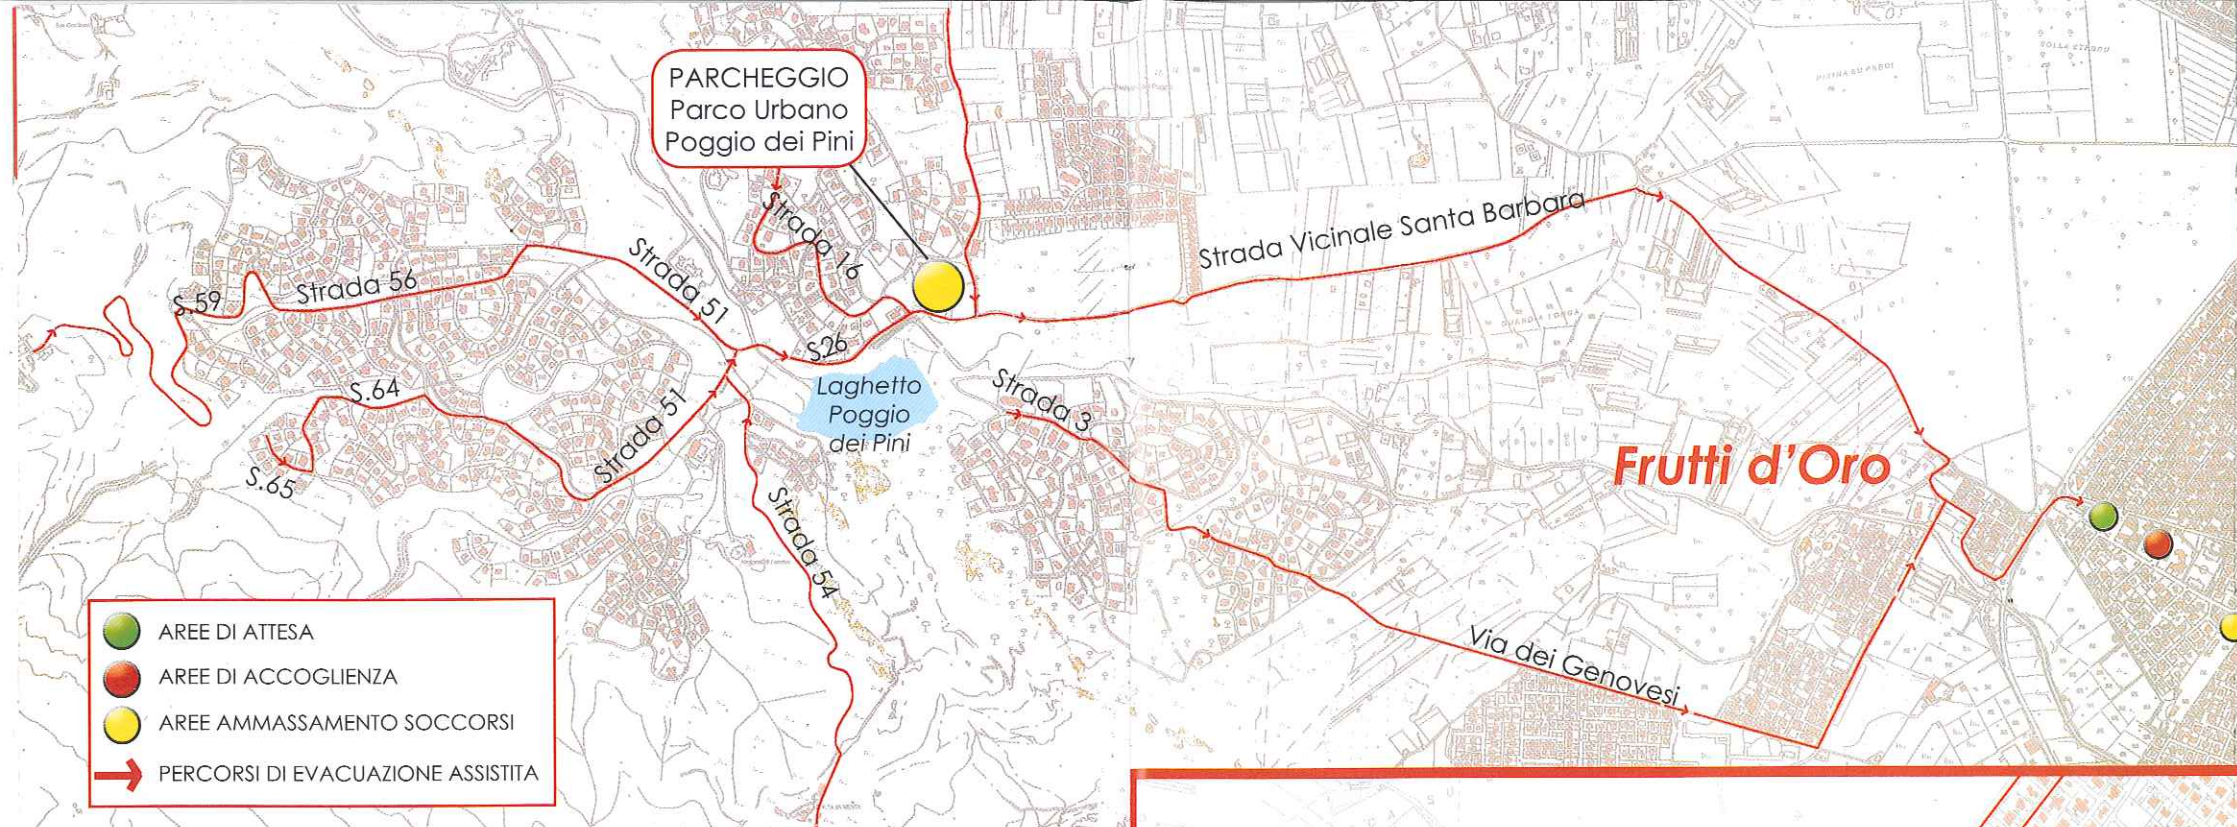 PARCHEGGIO
Parco Urbano
Poggio dei Pini
Strada 16
Strada Vicinale Santa Barbara
S.59
Strada 56
Strada 51
S.26
S.64
Strada 51
S.65
Laghetto
Poggio
dei Pini
Strada 3
Strada 54
Frutti d'Oro
Via dei Genovesi
AREE DI ATTESA
AREE DI ACCOGLIENZA
AREE AMMASSAMENTO SOCCORSI
PERCORSI DI EVACUAZIONE ASSISTITA